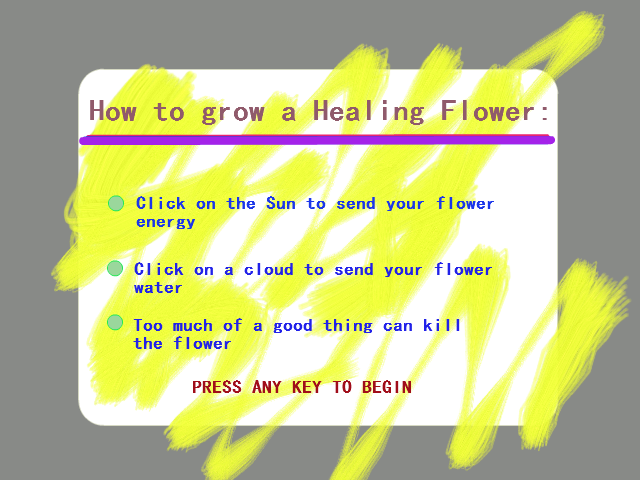 How to grow a Healing Flower:
Click on the Sun to send your flower
energy
Click on a cloud to send your flower
water
Too much of a good thing can kill
the flower
PRESS ANY KEY TO BEGIN